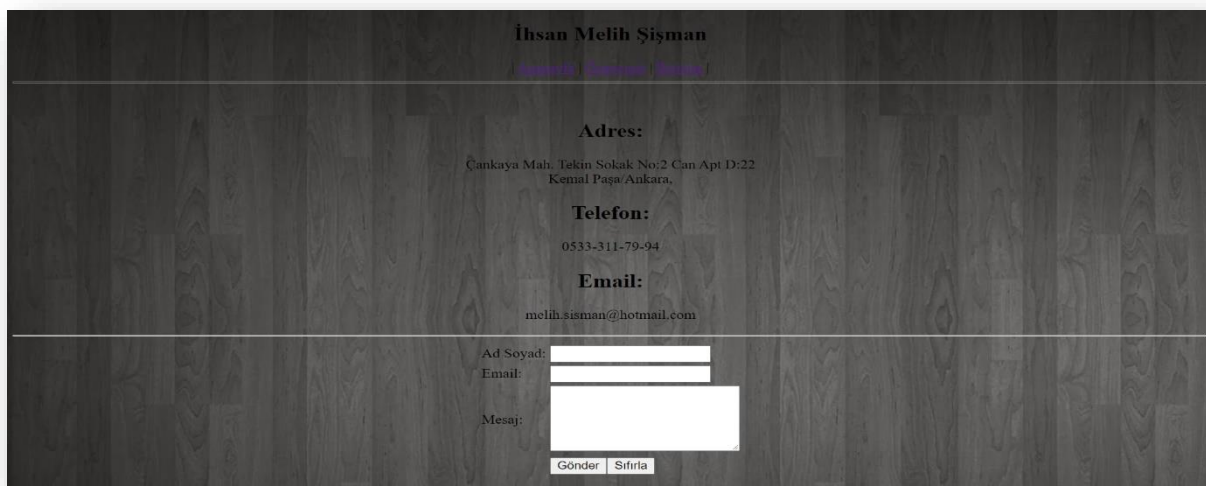 İhsan Melih Şişman
Adres:
Çankaya Mah. Tekin Sokak No:2 Can Apt D:22
Kemal Paşa/Ankara,
Telefon:
0533-311-79-94
Email:
melih.sisman@hotmail.com
Ad Soyad:
Email:
Mesaj:
Gönder Sıfırla